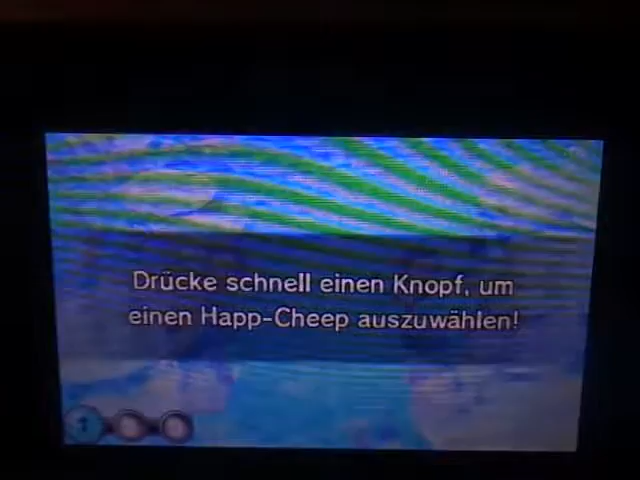 Drücke schnell einen Knopf, um
einen Happ-Cheep auszuwählen!